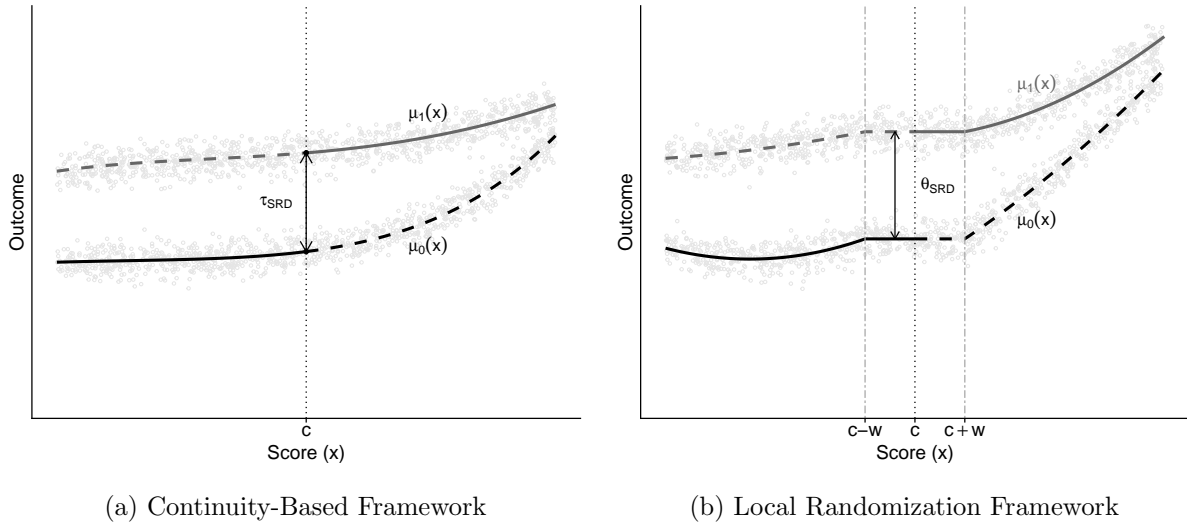 Outcome
μ₁(x)
τSRD
μ₀(x)
c
Score (x)
(a) Continuity-Based Framework
Outcome
μ₁(x)
θSRD
μ₀(x)
c−w c c+w
Score (x)
(b) Local Randomization Framework